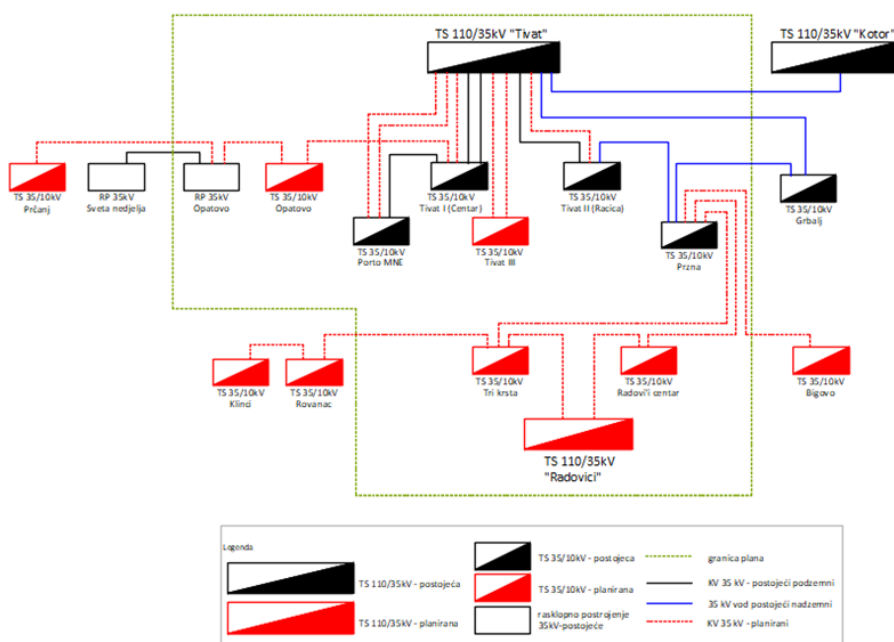 TS 110/35kV "Tivat"
TS 110/35kV "Kotor"
TS 35/10kV
Prčanj
RP 35kV
Sveta nedjelja
RP 35kV
Opatovo
TS 35/10kV
Opatovo
TS 35/10kV
Tivat I (Centar)
TS 35/10kV
Tivat II (Racica)
TS 35/10kV
Grbalj
TS 35/10kV
Porto MNE
TS 35/10kV
Tivat III
TS 35/10kV
Przna
TS 35/10kV
Klinci
TS 35/10kV
Rovanac
TS 35/10kV
Tri krsta
TS 35/10kV
Radovi'i centar
TS 35/10kV
Bigovo
TS 110/35kV
"Radovici"
Legenda
TS 110/35kV - postojeća
TS 110/35kV - planirana
TS 35/10kV - postojeca
TS 35/10kV - planirana
rasklopno postrojenje
35kV-postojeće
granica plana
KV 35 kV - postojeći podzemni
35 kV vod postojeći nadzemni
KV 35 kV - planirani